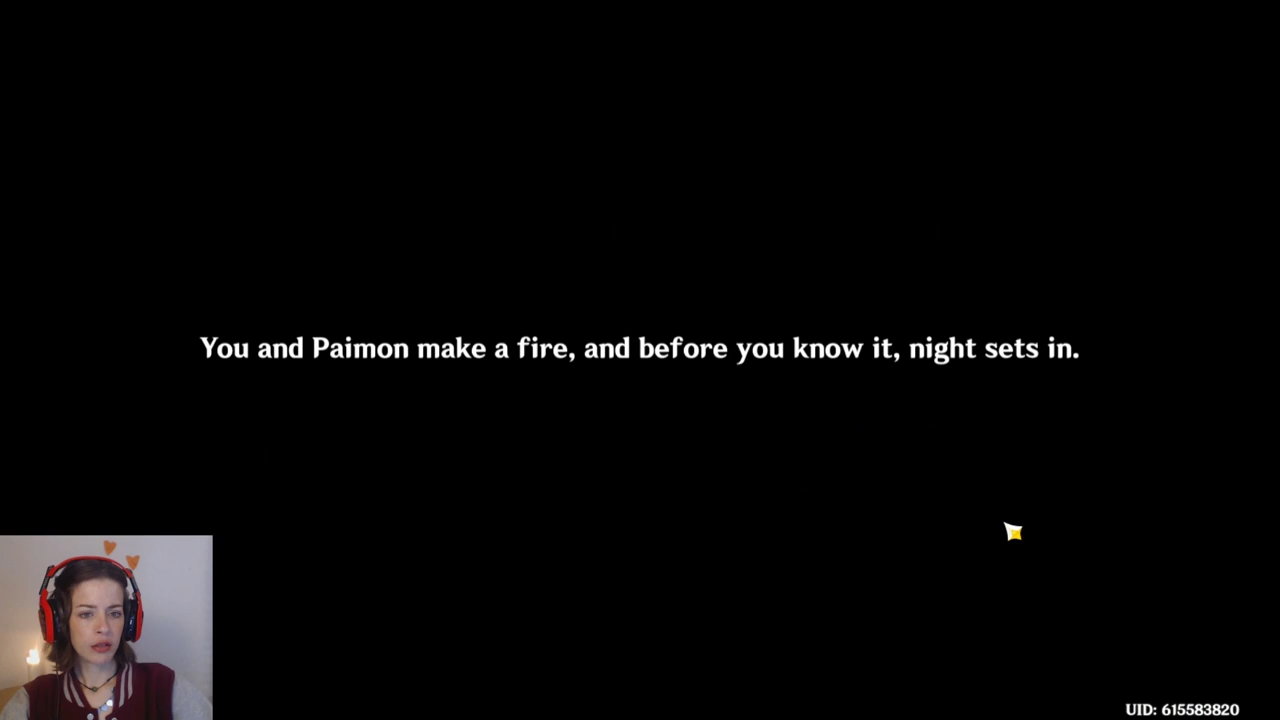 You and Paimon make a fire, and before you know it, night sets in.
UID: 615583820